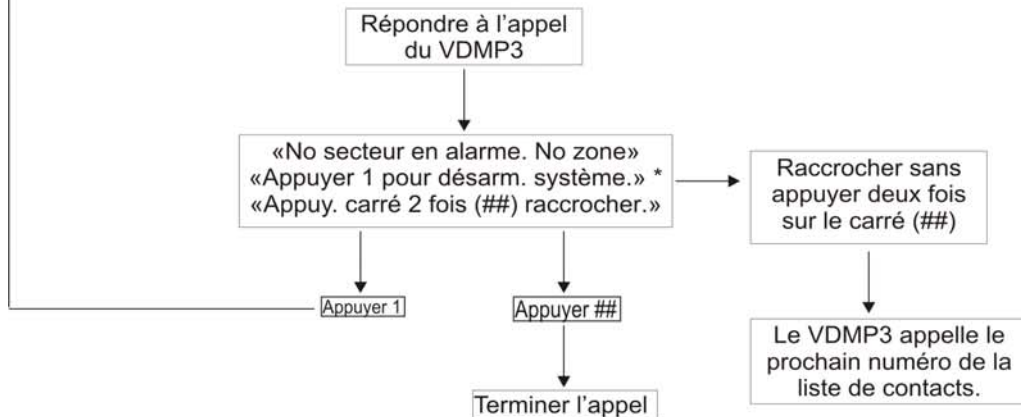 Répondre à l’appel
du VDMP3
«No secteur en alarme. No zone»
«Appuyer 1 pour désarm. système.» *
«Appuy. carré 2 fois (##) raccrocher.»
Raccrocher sans
appuyer deux fois
sur le carré (##)
Appuyer 1
Appuyer ##
Le VDMP3 appelle le
prochain numéro de la
liste de contacts.
Terminer l’appel